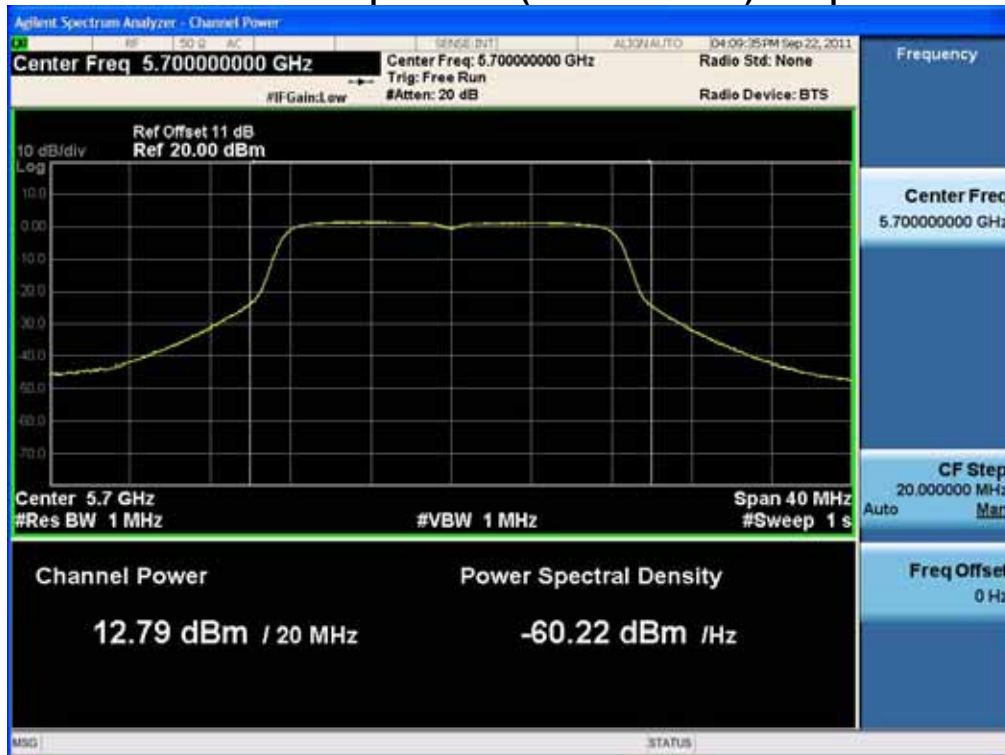 Agilent Spectrum Analyzer - Channel Power
RF 50 Ω AC SENSE:INT ALIGNAUTO 04:09:35PM Sep 22, 2011
Center Freq 5.700000000 GHz
Center Freq: 5.700000000 GHz
Radio Std: None
Trig: Free Run
#IFGain:Low
#Atten: 20 dB
Radio Device: BTS
Ref Offset 11 dB
10 dB/div Ref 20.00 dBm
Log
10.0
0.00
-10.0
-20.0
-30.0
-40.0
-50.0
-60.0
-70.0
Center 5.7 GHz Span 40 MHz
#Res BW 1 MHz #VBW 1 MHz #Sweep 1 s
Channel Power Power Spectral Density
12.79 dBm / 20 MHz -60.22 dBm /Hz
MSG STATUS
Frequency
Center Freq
5.700000000 GHz
CF Step
20.000000 MHz
Auto Man
Freq Offset
0 Hz